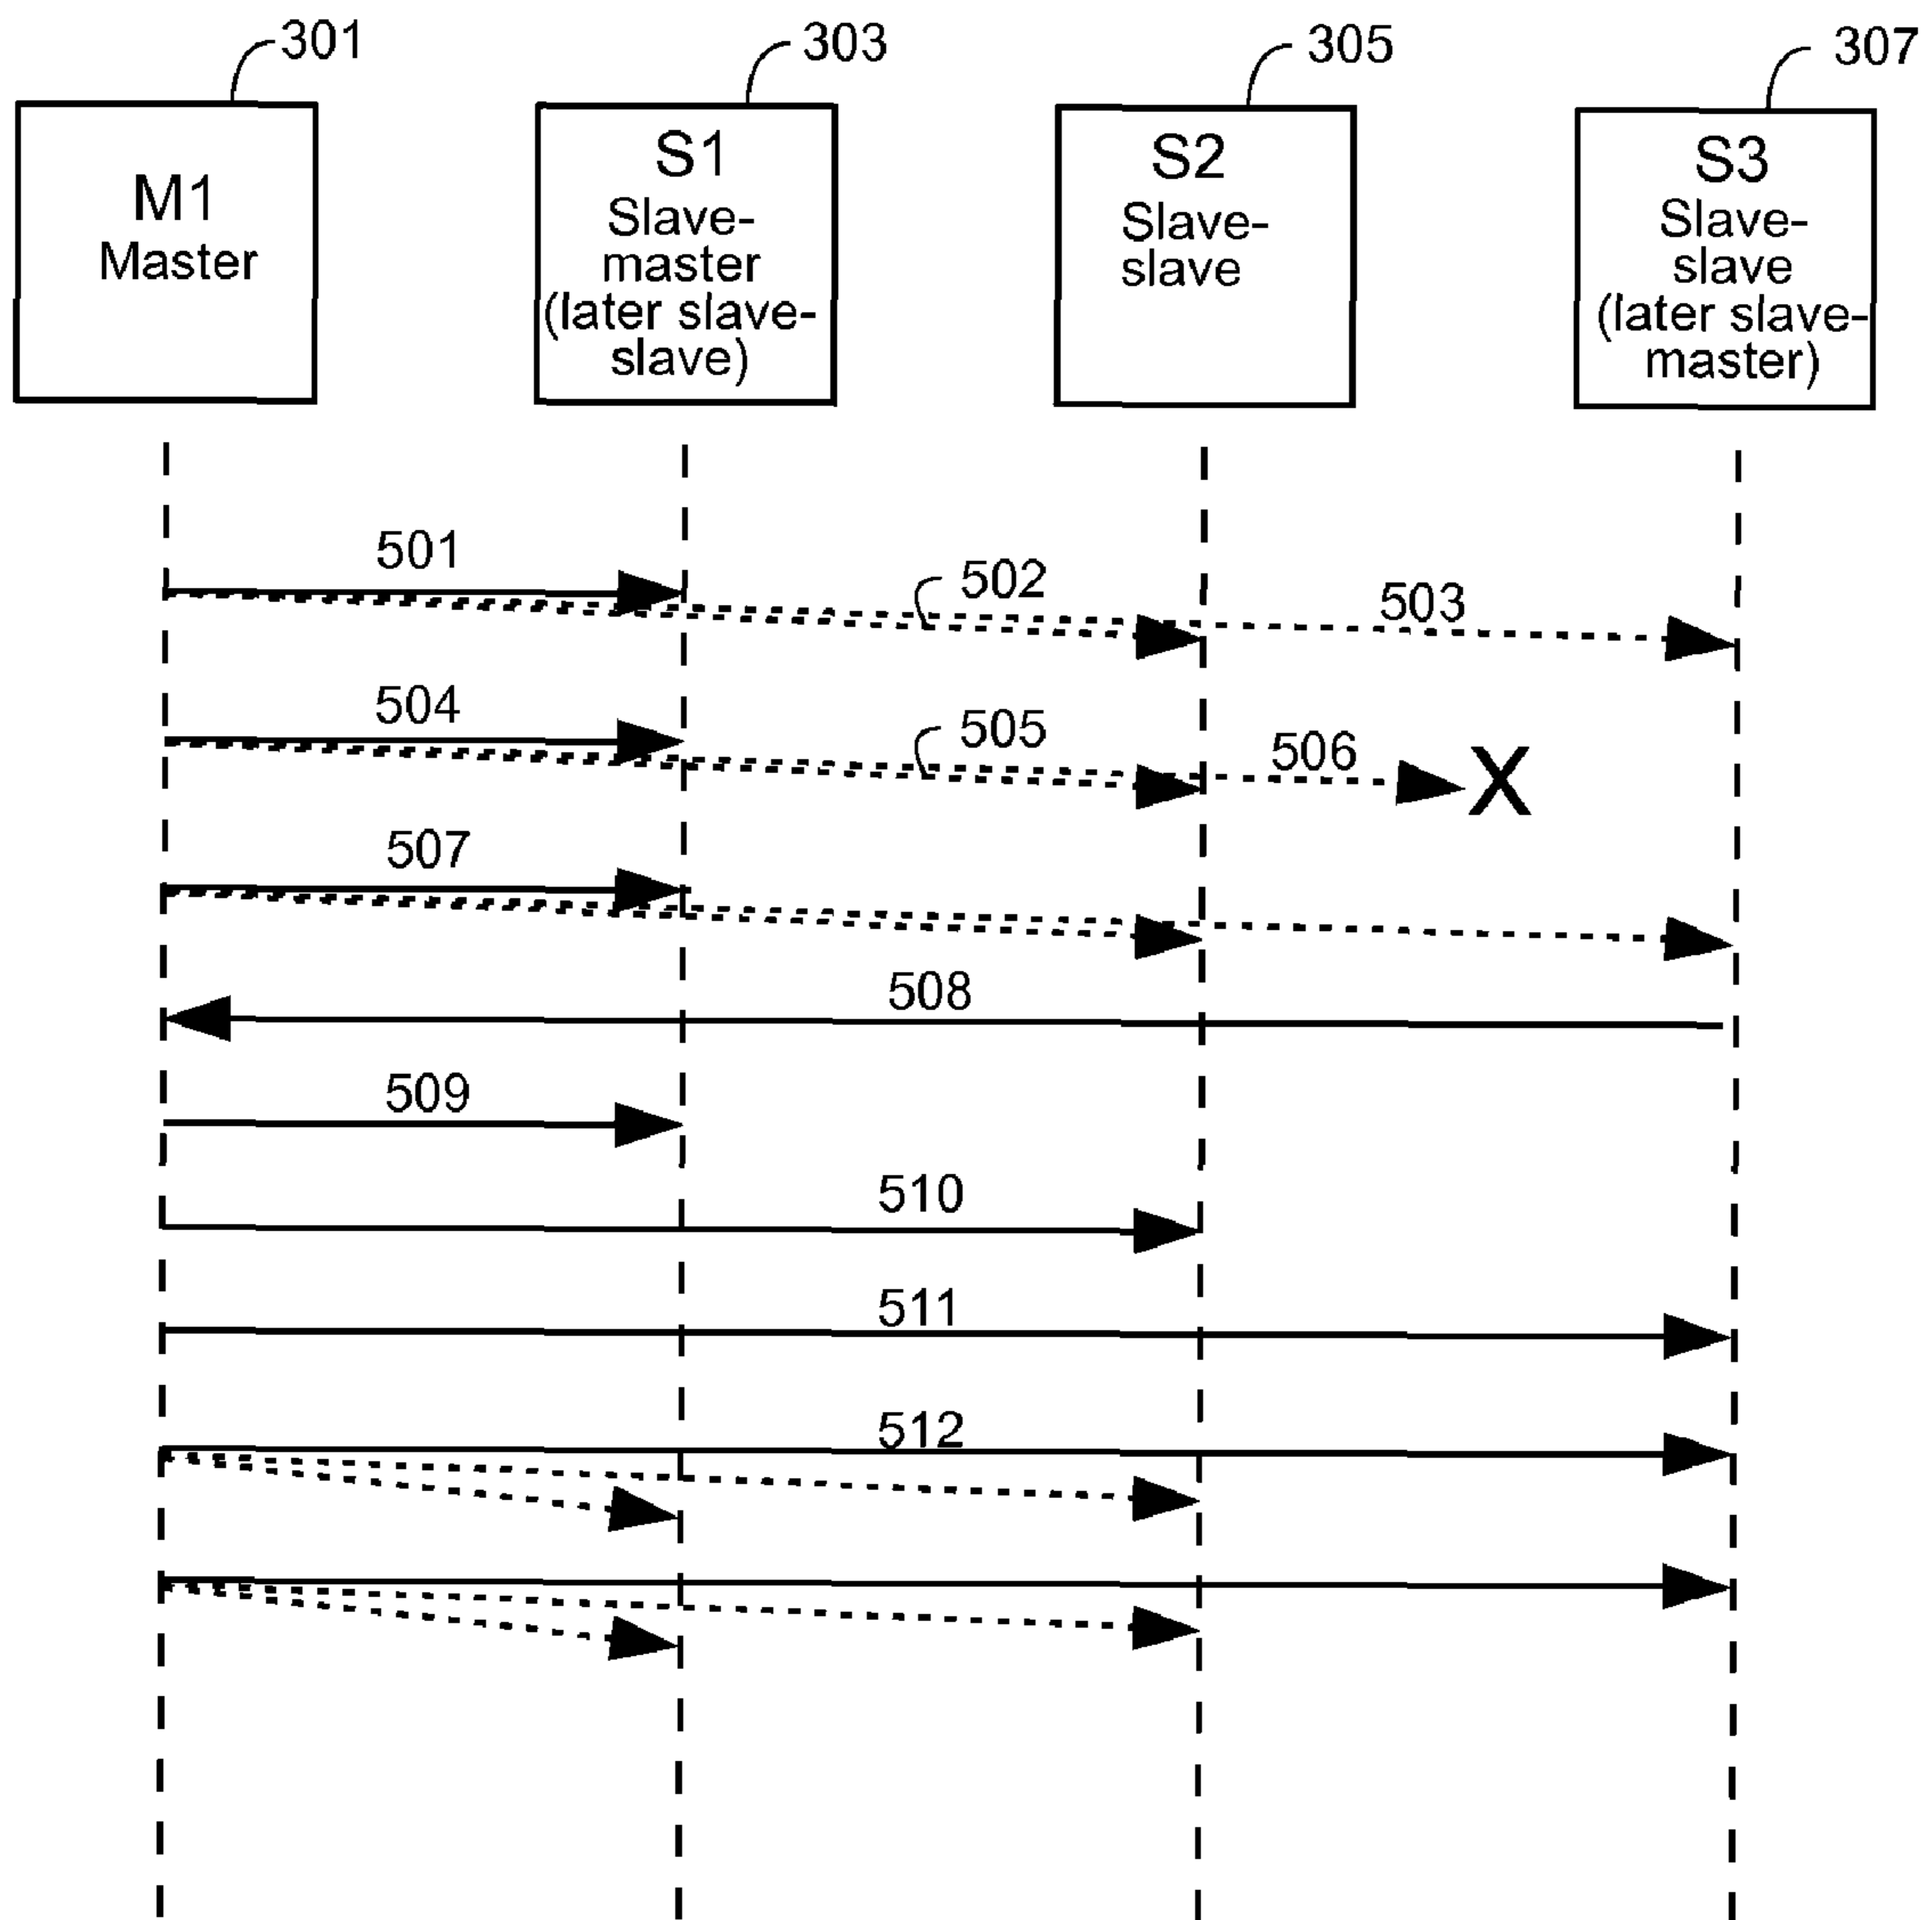 301
303
305
307
M1
Master
S1
Slave-
master
(later slave-
slave)
S2
Slave-
slave
S3
Slave-
slave
(later slave-
master)
501
502
503
504
505
506
X
507
508
509
510
511
512